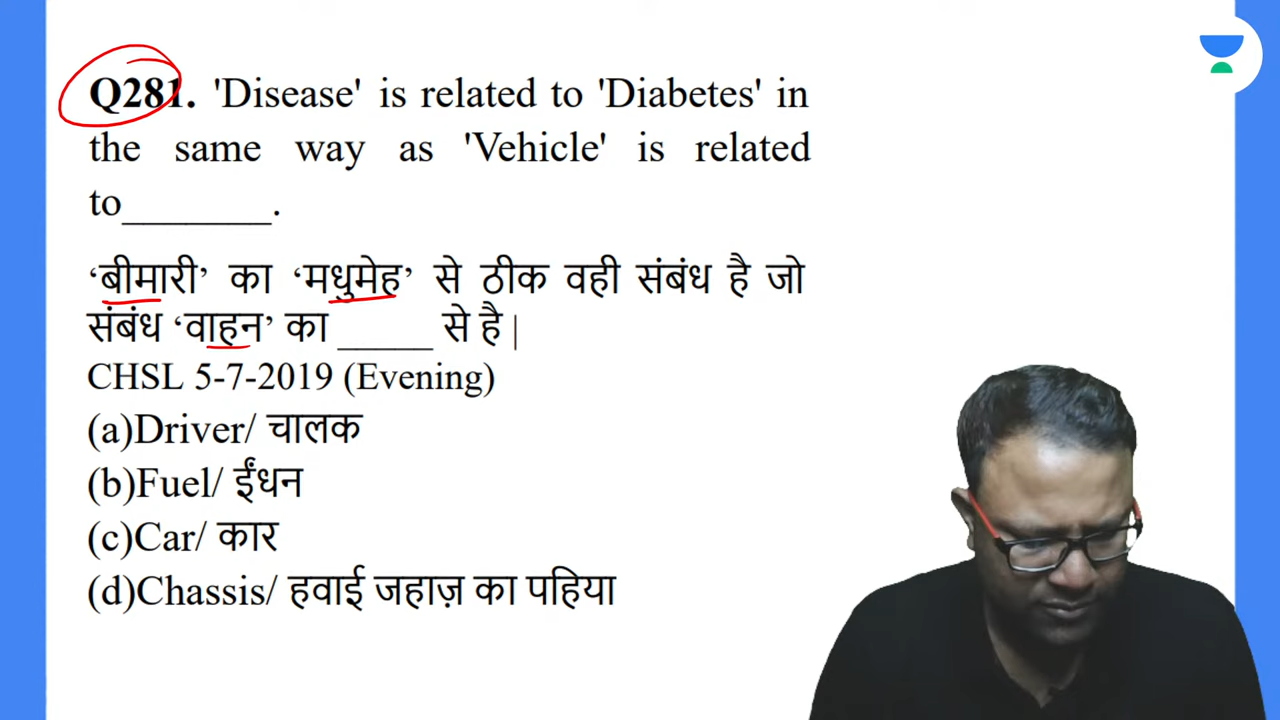 Q281. 'Disease' is related to 'Diabetes' in
the same way as 'Vehicle' is related
to_______.
‘बीमारी’ का ‘मधुमेह’ से ठीक वही संबंध है जो
संबंध ‘वाहन’ का _____ से है |
CHSL 5-7-2019 (Evening)
(a)Driver/ चालक
(b)Fuel/ ईंधन
(c)Car/ कार
(d)Chassis/ हवाई जहाज़ का पहिया